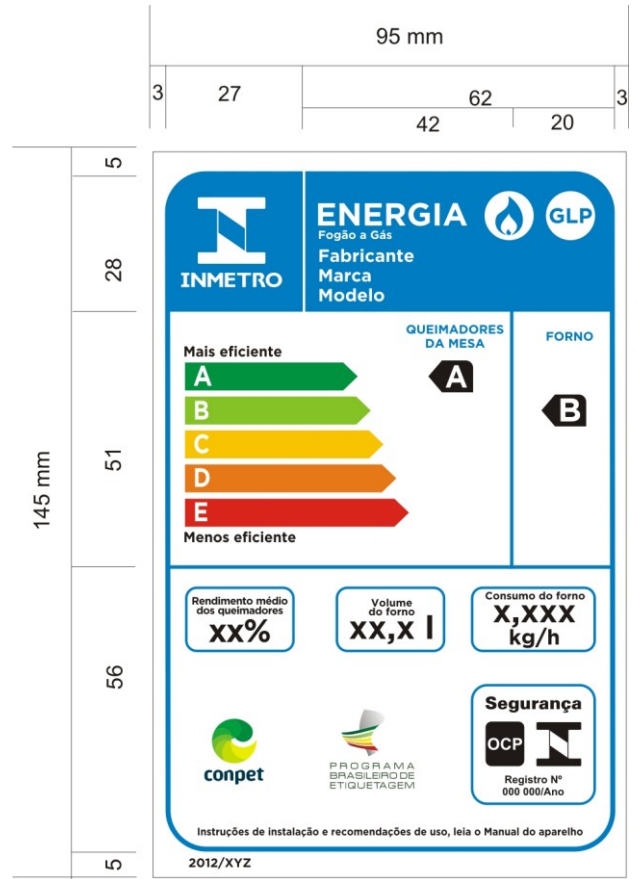 95 mm
3
27
62
3
42
20
5
28
51
145 mm
56
5
INMETRO
ENERGIA
GLP
Fogão a Gás
Fabricante
Marca
Modelo
QUEIMADORES
DA MESA
FORNO
Mais eficiente
A
B
C
D
E
Menos eficiente
A
B
Rendimento médio
dos queimadores
xx%
Volume
do forno
xx,x l
Consumo do forno
x,xxx
kg/h
conpet
PROGRAMA
BRASILEIRO DE
ETIQUETAGEM
Segurança
OCP
Registro Nº
000 000/Ano
Instruções de instalação e recomendações de uso, leia o Manual do aparelho
2012/XYZ